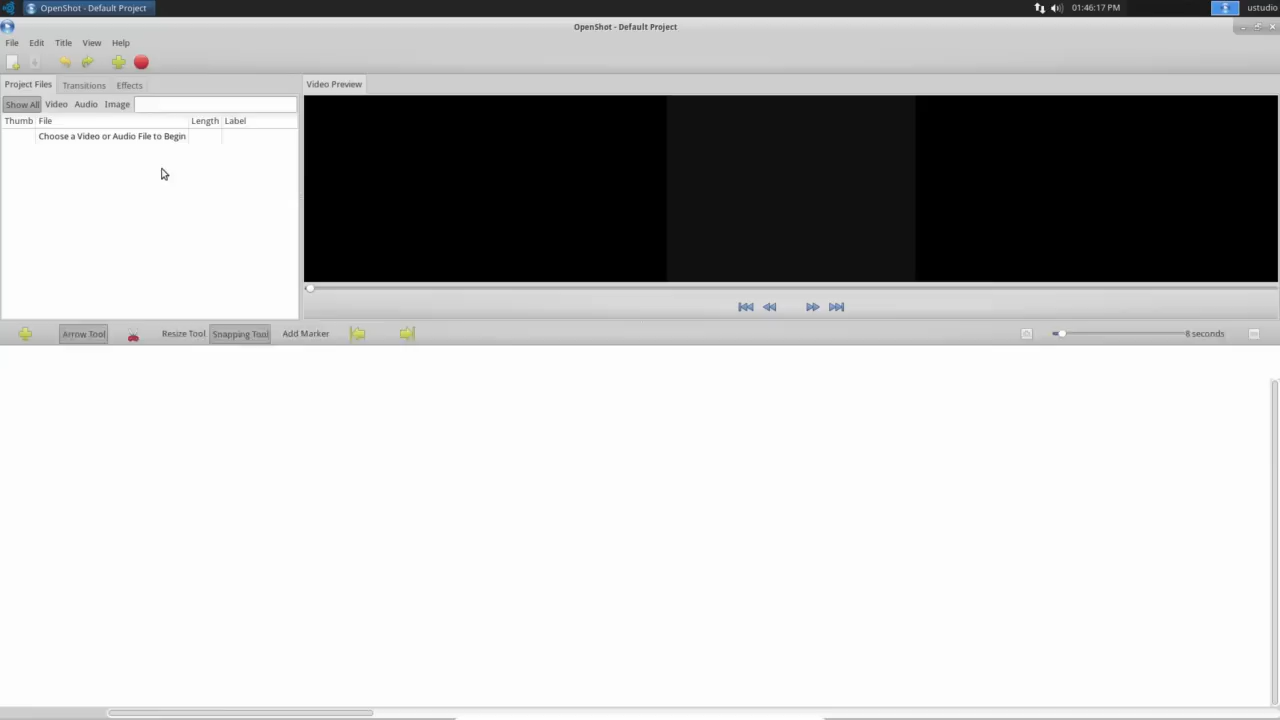 OpenShot - Default Project
01:46:17 PM
ustudio
OpenShot - Default Project
File Edit Title View Help
Project Files Transitions Effects
Video Preview
Show All Video Audio Image
Thumb File Length Label
Choose a Video or Audio File to Begin
Arrow Tool Resize Tool Snapping Tool Add Marker 8 seconds